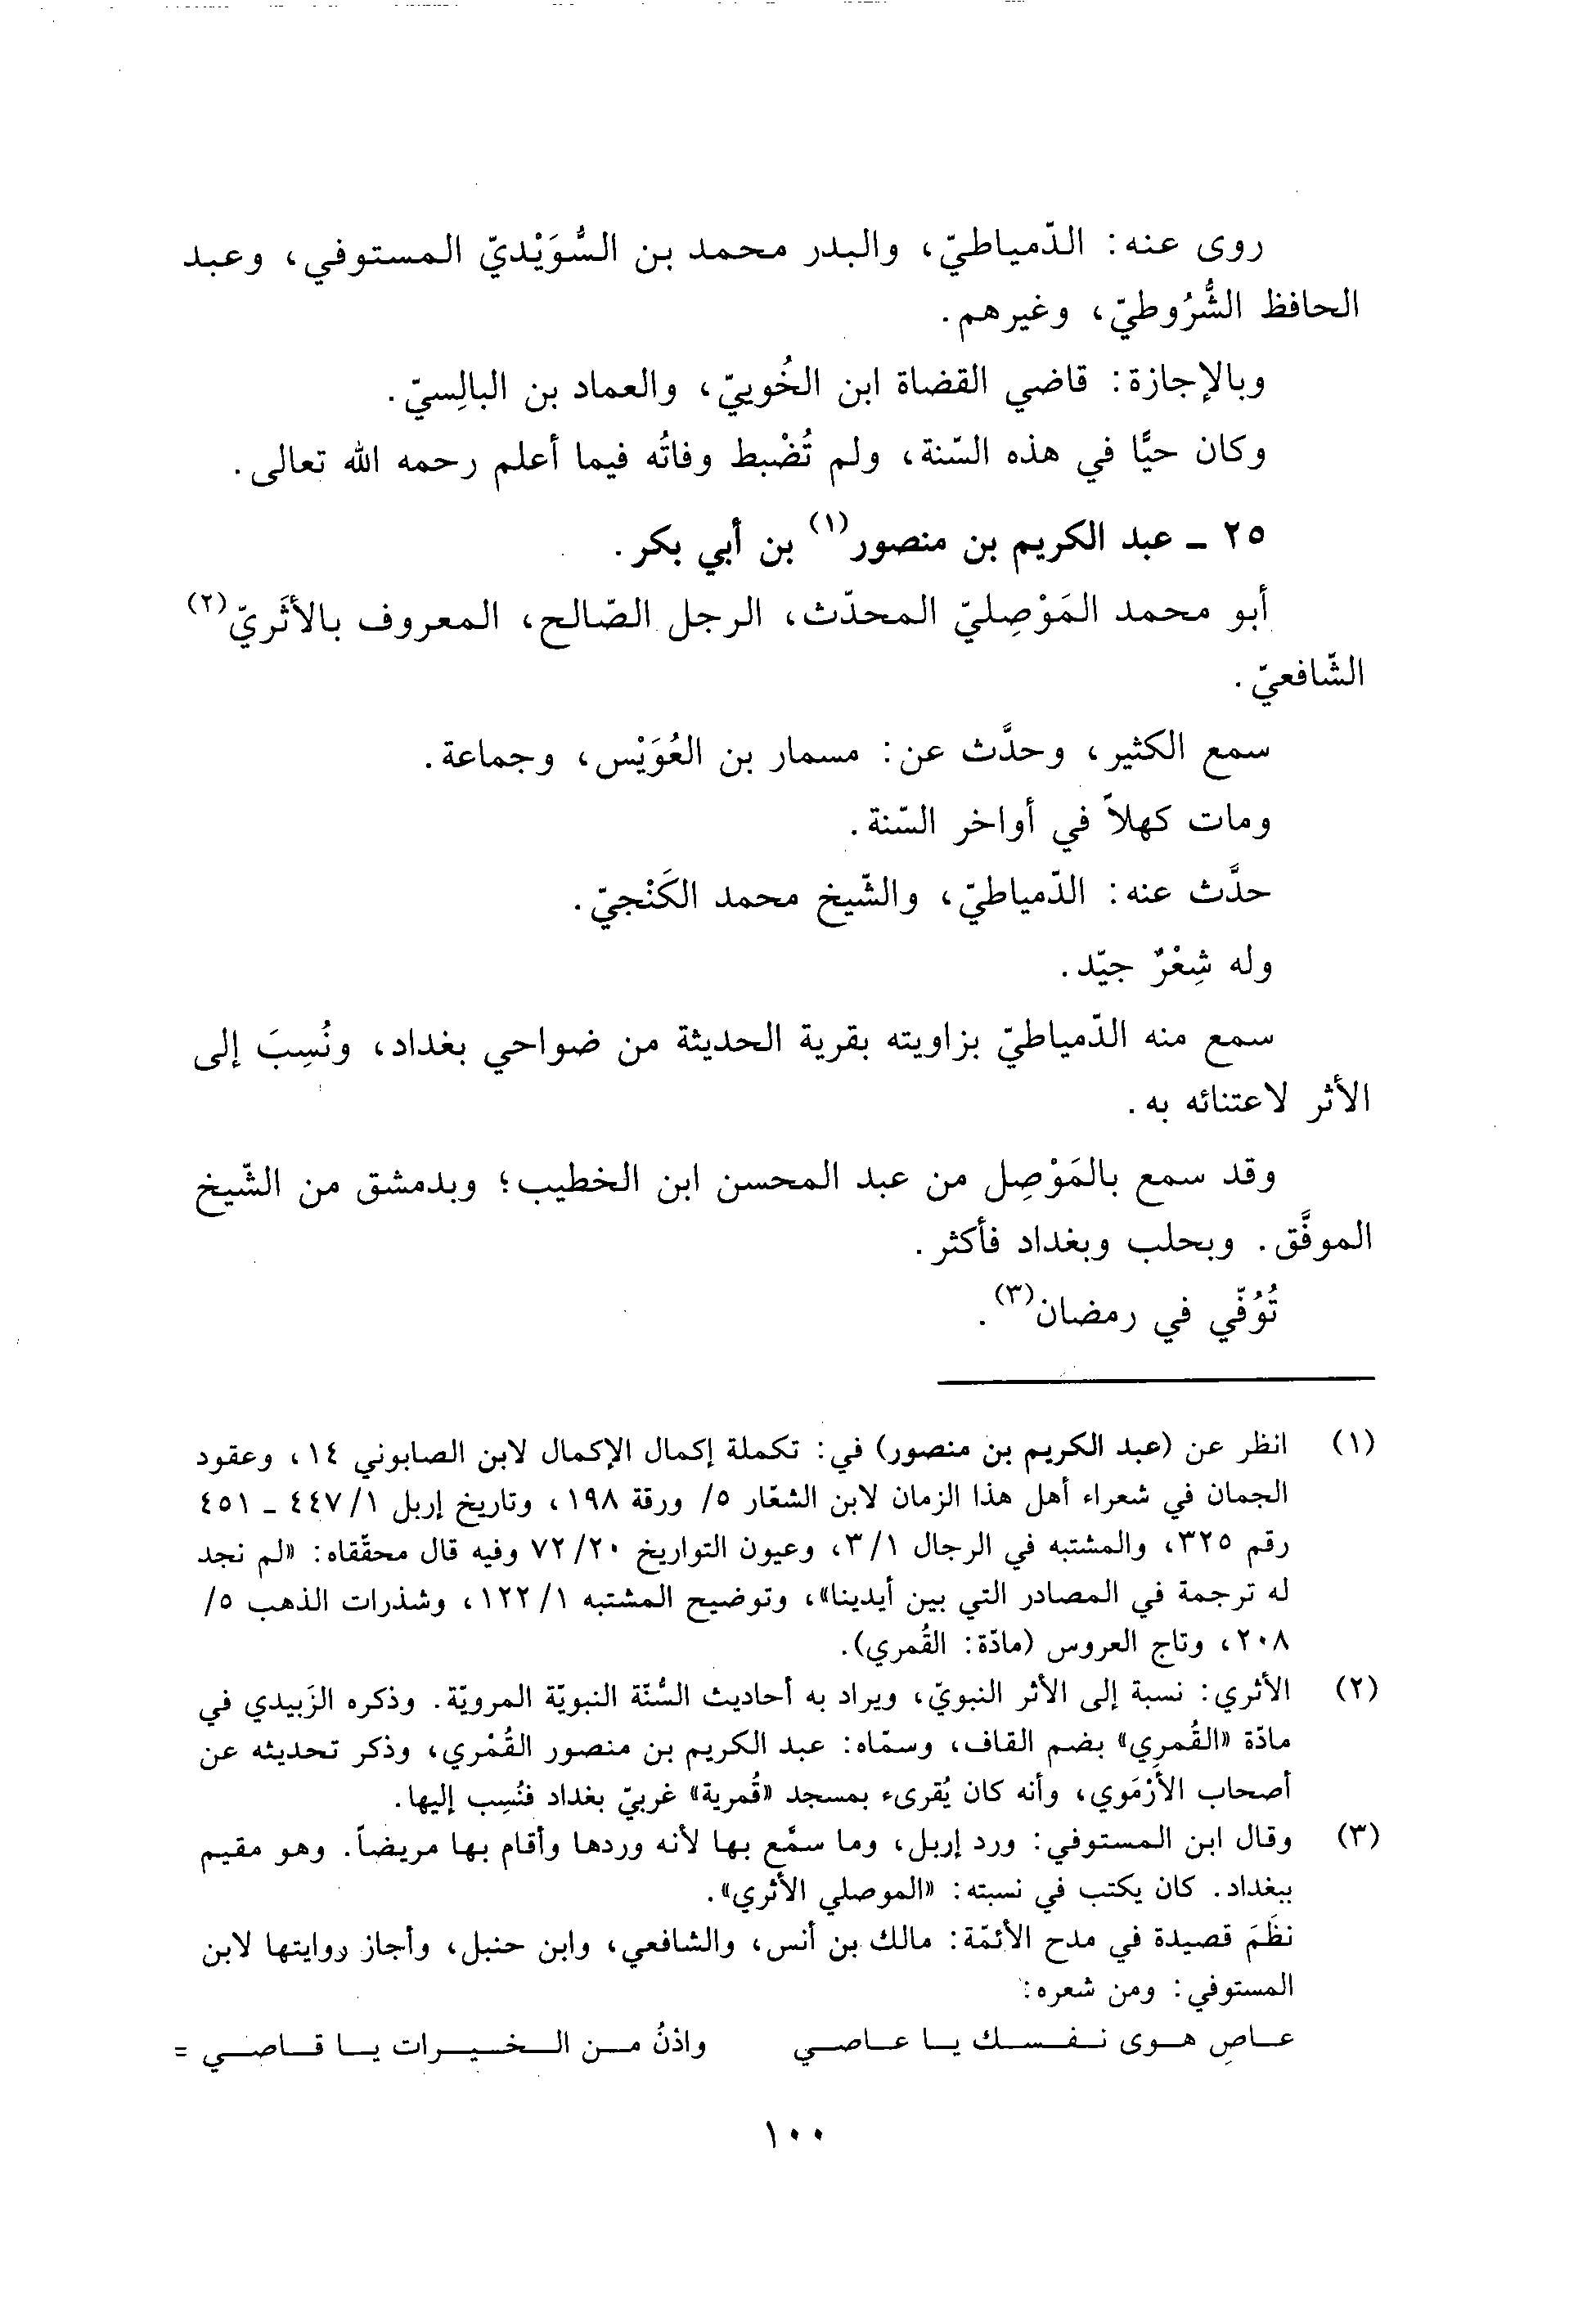 روى عنه: الدّمياطيّ، والبدر محمد بن السُّوَيْديّ المستوفي، وعبد
الحافظ الشُّرُوطيّ، وغيرهم.
وبالإجازة: قاضي القضاة ابن الخُوييّ، والعماد بن البالِسيّ.
وكان حيًّا في هذه السّنة، ولم تُضْبط وفاتُه فيما أعلم رحمه الله تعالى.
٢٥ ـ عبد الكريم بن منصور(١) بن أبي بكر.
أبو محمد المَوْصِليّ المحدّث، الرجل الصّالح، المعروف بالأثَريّ(٢)
الشّافعيّ.
سمع الكثير، وحدَّث عن: مسمار بن العُوَيْس، وجماعة.
ومات كهلاً في أواخر السّنة.
حدَّث عنه: الدّمياطيّ، والشّيخ محمد الكَنْجيّ.
وله شِعْرٌ جيّد.
سمع منه الدّمياطيّ بزاويته بقرية الحديثة من ضواحي بغداد، ونُسِبَ إلى
الأثر لاعتنائه به.
وقد سمع بالمَوْصِل من عبد المحسن ابن الخطيب؛ وبدمشق من الشّيخ
الموفَّق. وبحلب وبغداد فأكثر.
تُوُفّي في رمضان(٣).
(١) انظر عن (عبد الكريم بن منصور) في: تكملة إكمال الإكمال لابن الصابوني ١٤، وعقود
الجمان في شعراء أهل هذا الزمان لابن الشعّار ٥/ ورقة ١٩٨، وتاريخ إربل ١/ ٤٤٧ ـ ٤٥١
رقم ٣٢٥، والمشتبه في الرجال ١/ ٣، وعيون التواريخ ٢٠/ ٧٢ وفيه قال محقّقاه: «لم نجد
له ترجمة في المصادر التي بين أيدينا»، وتوضيح المشتبه ١/ ١٢٢، وشذرات الذهب ٥/
٢٠٨، وتاج العروس (مادّة: القُمري).
(٢) الأثري: نسبة إلى الأثر النبويّ، ويراد به أحاديث السُّنّة النبويّة المرويّة. وذكره الزَبيدي في
مادّة «القُمري» بضم القاف، وسمّاه: عبد الكريم بن منصور القُمْري، وذكر تحديثه عن
أصحاب الأُرْمَوي، وأنه كان يُقرىء بمسجد «قُمرية» غربيّ بغداد فنُسِب إليها.
(٣) وقال ابن المستوفي: ورد إربل، وما سمَّع بها لأنه وردها وأقام بها مريضاً. وهو مقيم
ببغداد. كان يكتب في نسبته: «الموصلي الأثري».
نظَمَ قصيدة في مدح الأئمّة: مالك بن أنس، والشافعي، وابن حنبل، وأجاز روايتها لابن
المستوفي: ومن شعره:
عـاصِ هـوى نـفـسـك يـا عـاصـي واذنُ مـن الـخـيـرات يـا قـاصـي =
١٠٠